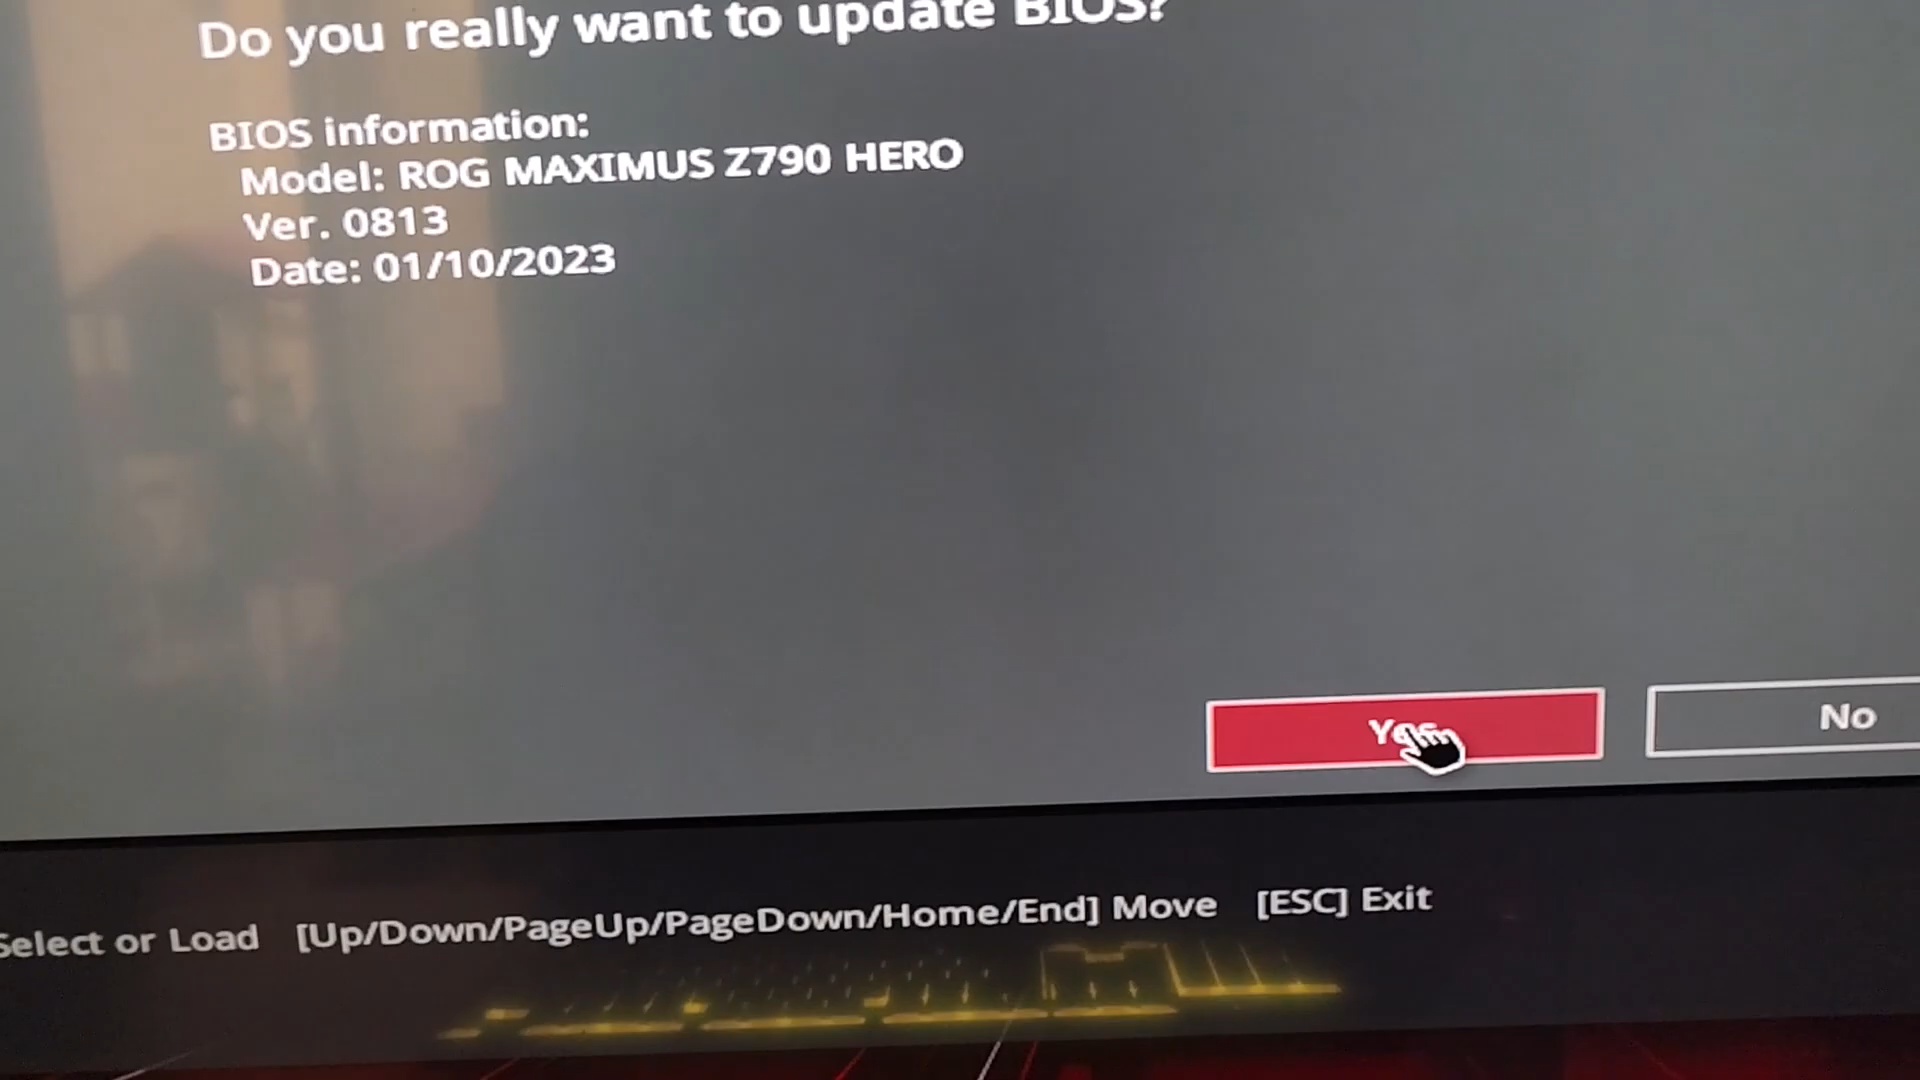 Do you really want to update BIOS?
BIOS information:
Model: ROG MAXIMUS Z790 HERO
Ver. 0813
Date: 01/10/2023
Yes
No
Select or Load [Up/Down/PageUp/PageDown/Home/End] Move [ESC] Exit